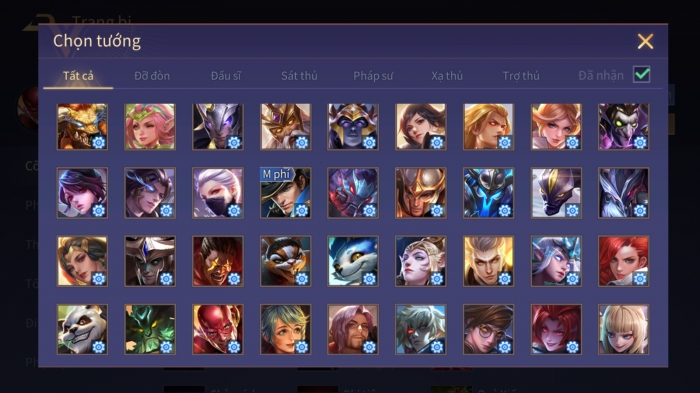 Trang bị
Chọn tướng
Tất cả Đỡ đòn Đấu sĩ Sát thủ Pháp sư Xạ thủ Trợ thủ Đã nhận
M phí